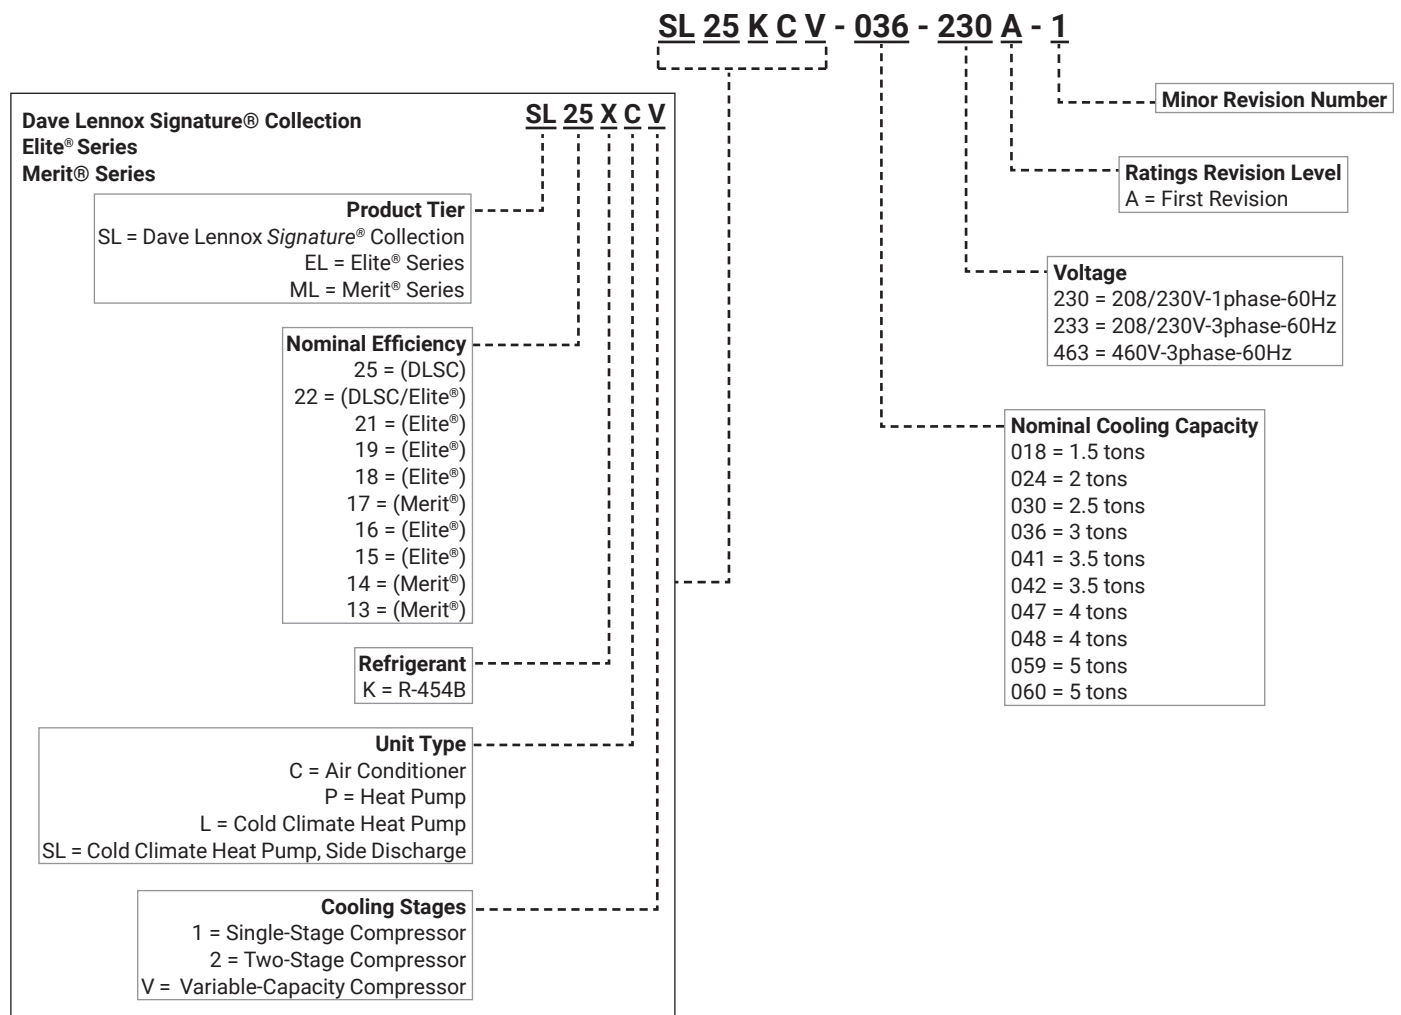 SL 25 K C V - 036 - 230 A - 1
Minor Revision Number
Ratings Revision Level
A = First Revision
Voltage
230 = 208/230V-1phase-60Hz
233 = 208/230V-3phase-60Hz
463 = 460V-3phase-60Hz
Nominal Cooling Capacity
018 = 1.5 tons
024 = 2 tons
030 = 2.5 tons
036 = 3 tons
041 = 3.5 tons
042 = 3.5 tons
047 = 4 tons
048 = 4 tons
059 = 5 tons
060 = 5 tons
Dave Lennox Signature® Collection
Elite® Series
Merit® Series
SL 25 X C V
Product Tier
SL = Dave Lennox Signature® Collection
EL = Elite® Series
ML = Merit® Series
Nominal Efficiency
25 = (DLSC)
22 = (DLSC/Elite®)
21 = (Elite®)
19 = (Elite®)
18 = (Elite®)
17 = (Merit®)
16 = (Elite®)
15 = (Elite®)
14 = (Merit®)
13 = (Merit®)
Refrigerant
K = R-454B
Unit Type
C = Air Conditioner
P = Heat Pump
L = Cold Climate Heat Pump
SL = Cold Climate Heat Pump, Side Discharge
Cooling Stages
1 = Single-Stage Compressor
2 = Two-Stage Compressor
V = Variable-Capacity Compressor